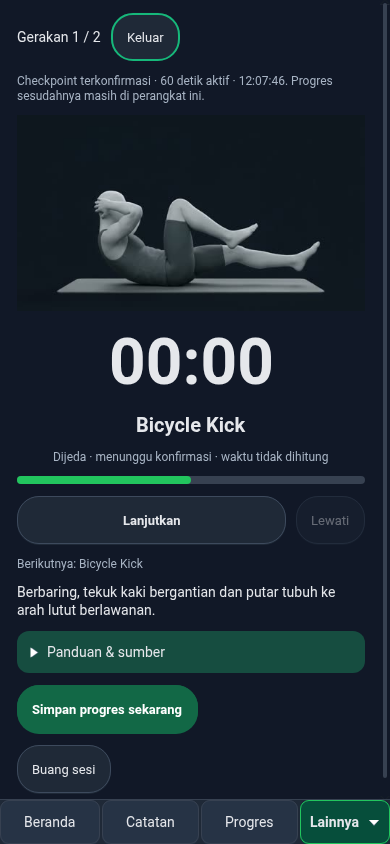 Gerakan 1 / 2
Keluar
Checkpoint terkonfirmasi · 60 detik aktif · 12:07:46. Progres
sesudahnya masih di perangkat ini.
00:00
Bicycle Kick
Dijeda · menunggu konfirmasi · waktu tidak dihitung
Lanjutkan
Lewati
Berikutnya: Bicycle Kick
Berbaring, tekuk kaki bergantian dan putar tubuh ke
arah lutut berlawanan.
Panduan & sumber
Simpan progres sekarang
Buang sesi
Beranda
Catatan
Progres
Lainnya